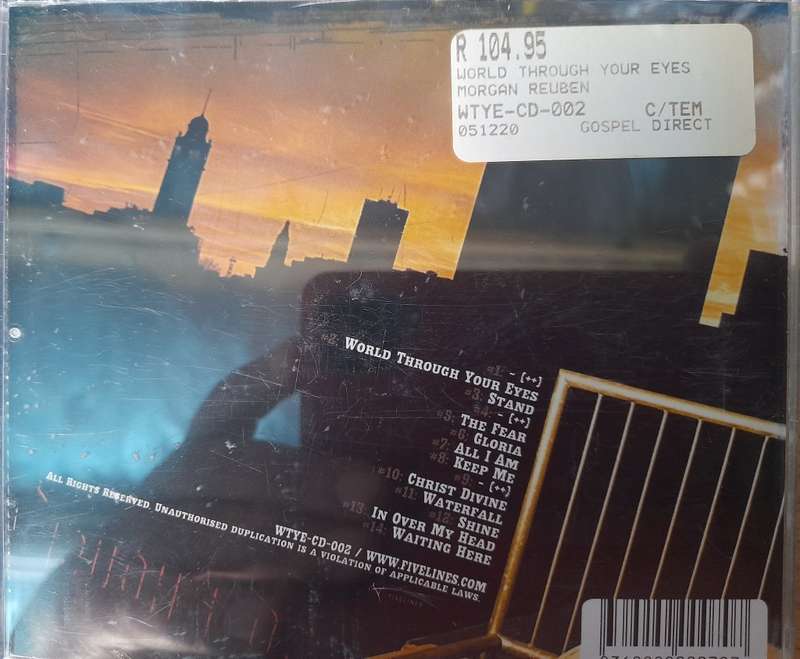 R 104.95
WORLD THROUGH YOUR EYES
MORGAN REUBEN
WTYE-CD-002 C/TEM
051220 GOSPEL DIRECT
#1: - [++]
#2: WORLD THROUGH YOUR EYES
#3: STAND
#4: - [++]
#5: THE FEAR
#6: GLORIA
#7: ALL I AM
#8: KEEP ME
#9: - [++]
#10: CHRIST DIVINE
#11: WATERFALL
#12: SHINE
#13: IN OVER MY HEAD
#14: WAITING HERE
WTYE-CD-002 / WWW.FIVELINES.COM
ALL RIGHTS RESERVED. UNAUTHORISED DUPLICATION IS A VIOLATION OF APPLICABLE LAWS.
FIVELINES